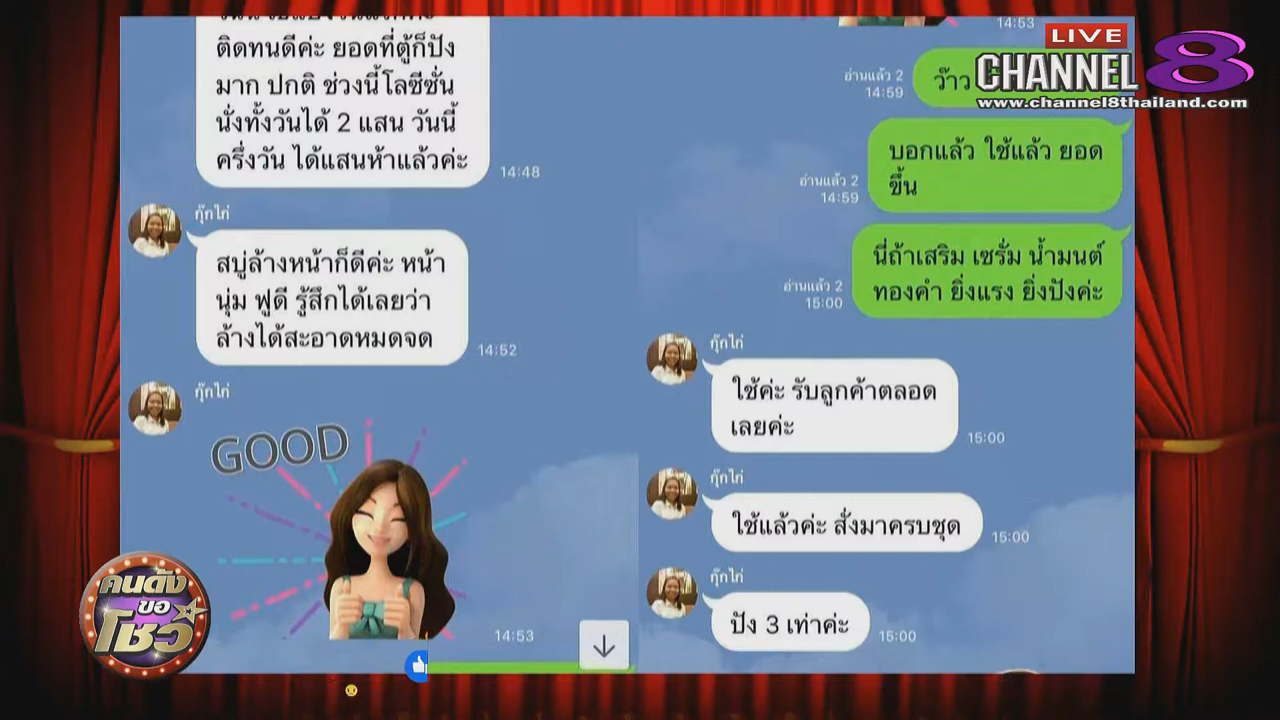 ติดทนดีค่ะ ยอดที่ตู้ก็ปัง
มาก ปกติ ช่วงนี้โลซีซั่น
นั่งทั้งวันได้ 2 แสน วันนี้
ครึ่งวัน ได้แสนห้าแล้วค่ะ
14:48
กุ๊กไก่
สบู่ล้างหน้าก็ดีค่ะ หน้า
นุ่ม ฟูดี รู้สึกได้เลยว่า
ล้างได้สะอาดหมดจด
14:52
กุ๊กไก่
GOOD
14:53
14:53
LIVE
CHANNEL 8
www.channel8thailand.com
อ่านแล้ว 2
14:59
ว๊าว
บอกแล้ว ใช้แล้ว ยอด
ขึ้น
อ่านแล้ว 2
14:59
นี่ถ้าเสริม เซรั่ม น้ำมนต์
ทองคำ ยิ่งแรง ยิ่งปังค่ะ
อ่านแล้ว 2
15:00
กุ๊กไก่
ใช้ค่ะ รับลูกค้าตลอด
เลยค่ะ
15:00
กุ๊กไก่
ใช้แล้วค่ะ สั่งมาครบชุด
15:00
กุ๊กไก่
ปัง 3 เท่าค่ะ
15:00
คนดัง
ขอ
โชว์